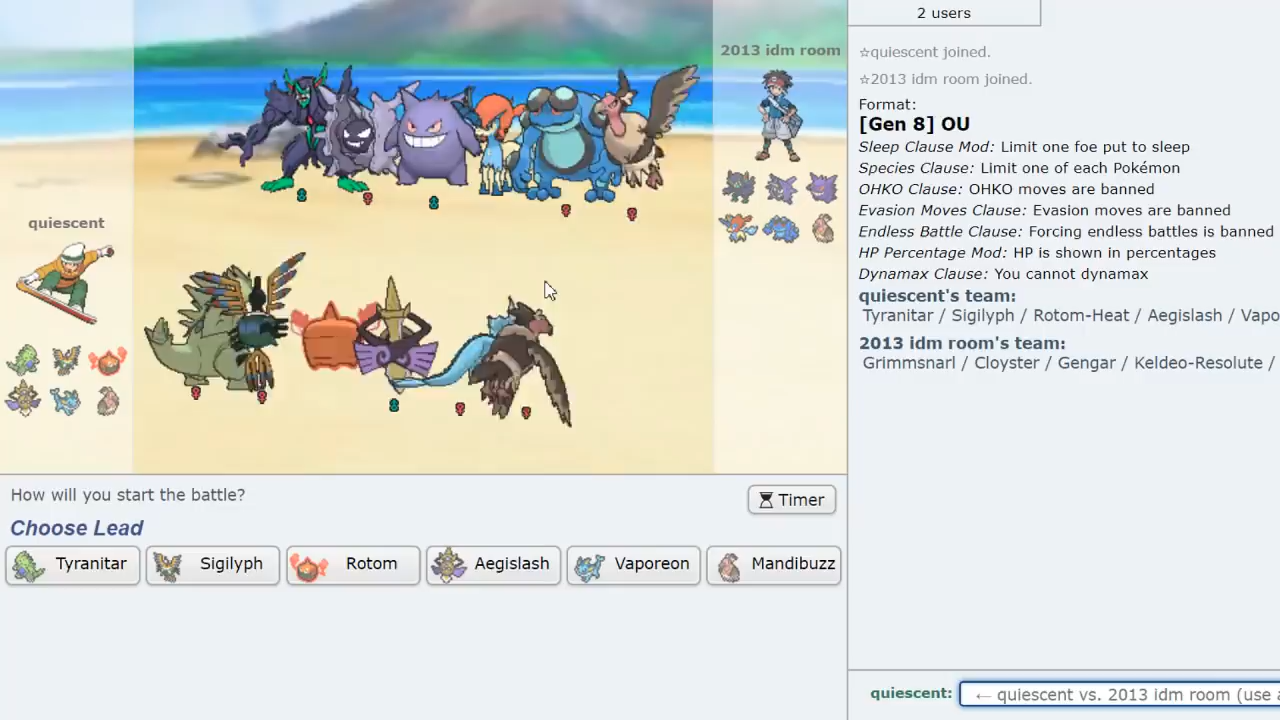 2 users
2013 idm room
☆quiescent joined.
☆2013 idm room joined.
Format:
[Gen 8] OU
Sleep Clause Mod: Limit one foe put to sleep
Species Clause: Limit one of each Pokémon
OHKO Clause: OHKO moves are banned
Evasion Moves Clause: Evasion moves are banned
Endless Battle Clause: Forcing endless battles is banned
HP Percentage Mod: HP is shown in percentages
Dynamax Clause: You cannot dynamax
quiescent's team:
Tyranitar / Sigilyph / Rotom-Heat / Aegislash / Vapo
2013 idm room's team:
Grimmsnarl / Cloyster / Gengar / Keldeo-Resolute /
quiescent
How will you start the battle?
Timer
Choose Lead
Tyranitar Sigilyph Rotom Aegislash Vaporeon Mandibuzz
quiescent: ← quiescent vs. 2013 idm room (use a